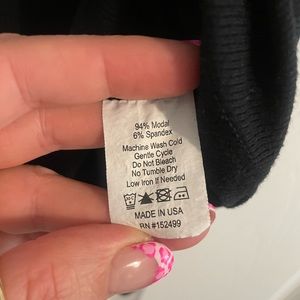 94% Modal
6% Spandex
Machine Wash Cold
Gentle Cycle
Do Not Bleach
No Tumble Dry
Low Iron If Needed
MADE IN USA
BN #152499